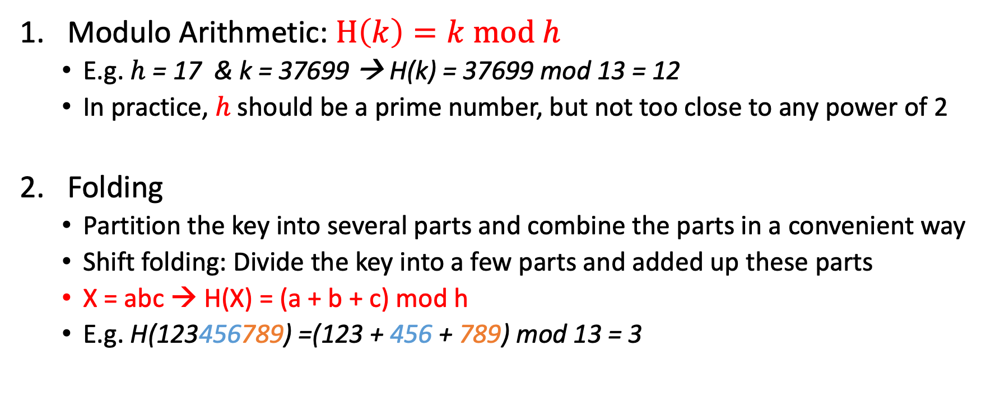 1. Modulo Arithmetic: H(k) = k mod h
• E.g. h = 17 & k = 37699 → H(k) = 37699 mod 13 = 12
• In practice, h should be a prime number, but not too close to any power of 2
2. Folding
• Partition the key into several parts and combine the parts in a convenient way
• Shift folding: Divide the key into a few parts and added up these parts
• X = abc → H(X) = (a + b + c) mod h
• E.g. H(123456789) =(123 + 456 + 789) mod 13 = 3